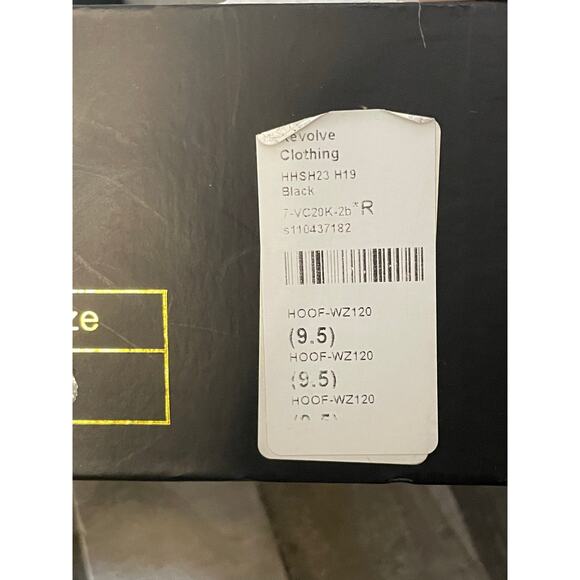 Revolve
Clothing
HHSH23 H19
Black
7-VC20K-2b*R
s110437182
HOOF-WZ120
(9.5)
HOOF-WZ120
(9.5)
HOOF-WZ120
ze